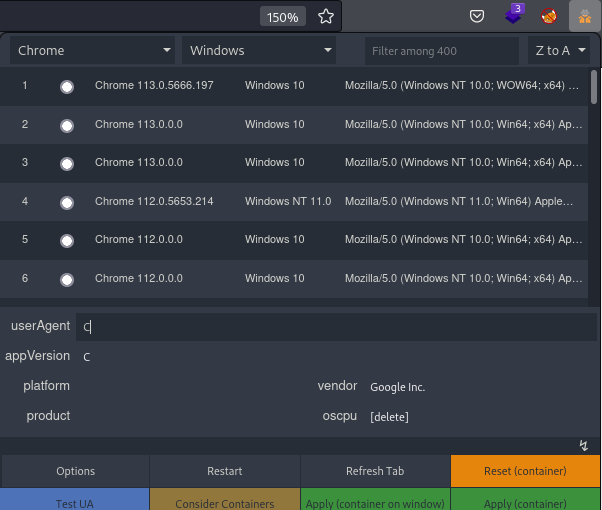 150%
3
Chrome Windows Filter among 400 Z to A
1 Chrome 113.0.5666.197 Windows 10 Mozilla/5.0 (Windows NT 10.0; WOW64; x64) ...
2 Chrome 113.0.0.0 Windows 10 Mozilla/5.0 (Windows NT 10.0; Win64; x64) Ap...
3 Chrome 113.0.0.0 Windows 10 Mozilla/5.0 (Windows NT 10.0; Win64; x64) Ap...
4 Chrome 112.0.5653.214 Windows NT 11.0 Mozilla/5.0 (Windows NT 11.0; Win64) Apple...
5 Chrome 112.0.0.0 Windows 10 Mozilla/5.0 (Windows NT 10.0; Win64; x64) Ap...
6 Chrome 112.0.0.0 Windows 10 Mozilla/5.0 (Windows NT 10.0; Win64; x64) Ap...
userAgent C
appVersion C
platform vendor Google Inc.
product oscpu [delete]
Options Restart Refresh Tab Reset (container)
Test UA Consider Containers Apply (container on window) Apply (container)